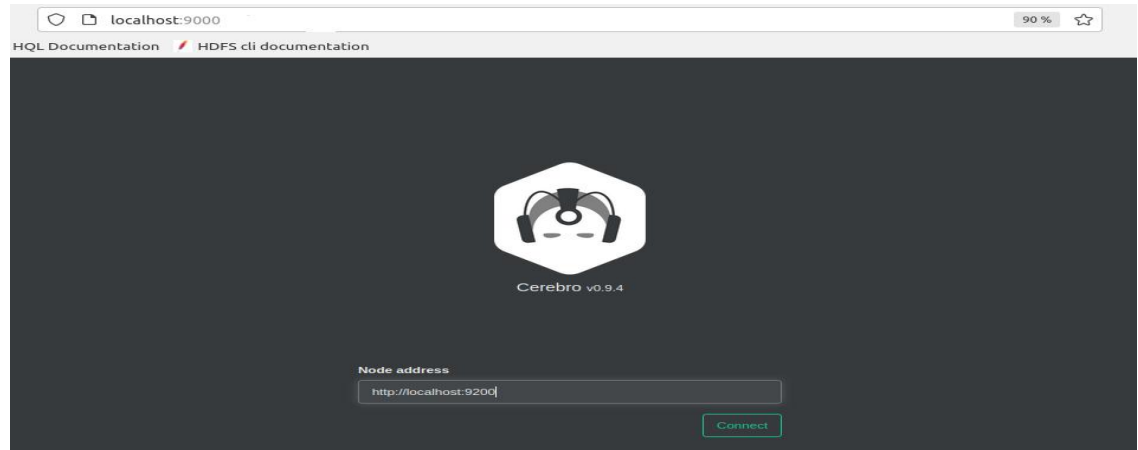 localhost:9000 90 %
HQL Documentation HDFS cli documentation
Cerebro v0.9.4
Node address
http://localhost:9200
Connect